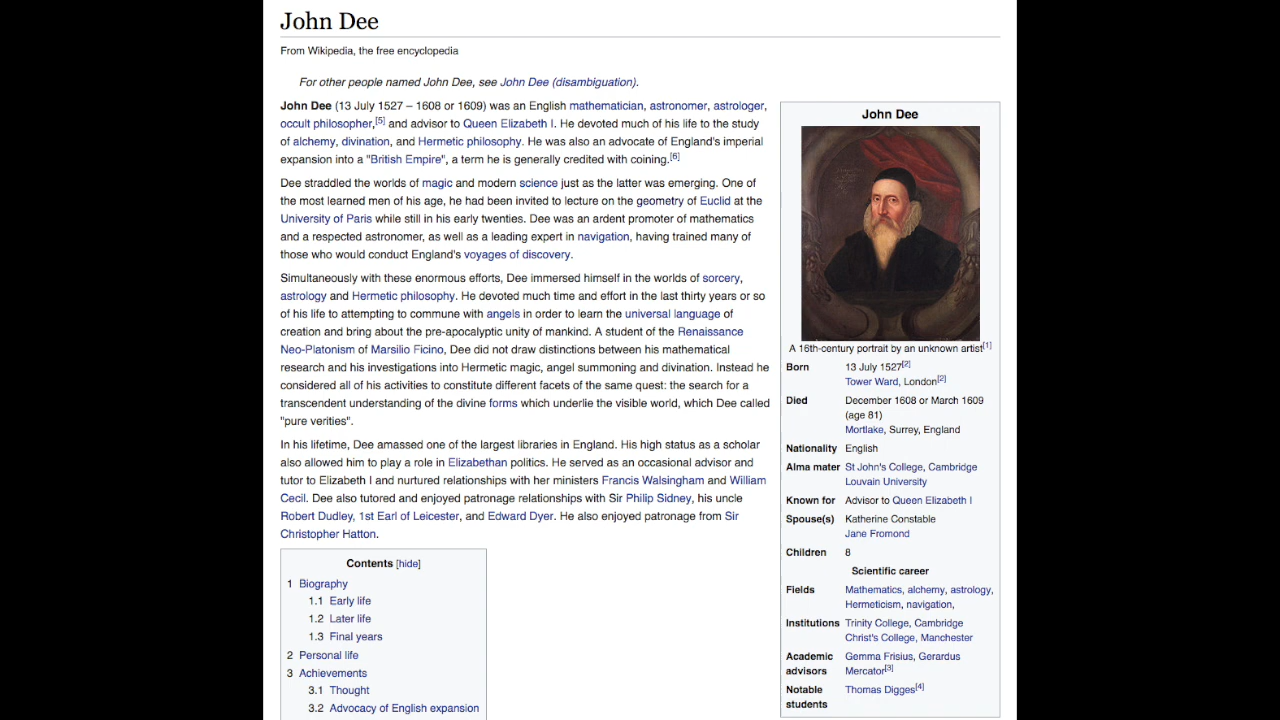 John Dee
From Wikipedia, the free encyclopedia
For other people named John Dee, see John Dee (disambiguation).
John Dee (13 July 1527 – 1608 or 1609) was an English mathematician, astronomer, astrologer,
occult philosopher,[5] and advisor to Queen Elizabeth I. He devoted much of his life to the study
of alchemy, divination, and Hermetic philosophy. He was also an advocate of England's imperial
expansion into a "British Empire", a term he is generally credited with coining.[6]
Dee straddled the worlds of magic and modern science just as the latter was emerging. One of
the most learned men of his age, he had been invited to lecture on the geometry of Euclid at the
University of Paris while still in his early twenties. Dee was an ardent promoter of mathematics
and a respected astronomer, as well as a leading expert in navigation, having trained many of
those who would conduct England's voyages of discovery.
Simultaneously with these enormous efforts, Dee immersed himself in the worlds of sorcery,
astrology and Hermetic philosophy. He devoted much time and effort in the last thirty years or so
of his life to attempting to commune with angels in order to learn the universal language of
creation and bring about the pre-apocalyptic unity of mankind. A student of the Renaissance
Neo-Platonism of Marsilio Ficino, Dee did not draw distinctions between his mathematical
research and his investigations into Hermetic magic, angel summoning and divination. Instead he
considered all of his activities to constitute different facets of the same quest: the search for a
transcendent understanding of the divine forms which underlie the visible world, which Dee called
"pure verities".
In his lifetime, Dee amassed one of the largest libraries in England. His high status as a scholar
also allowed him to play a role in Elizabethan politics. He served as an occasional advisor and
tutor to Elizabeth I and nurtured relationships with her ministers Francis Walsingham and William
Cecil. Dee also tutored and enjoyed patronage relationships with Sir Philip Sidney, his uncle
Robert Dudley, 1st Earl of Leicester, and Edward Dyer. He also enjoyed patronage from Sir
Christopher Hatton.
Contents [hide]
1 Biography
1.1 Early life
1.2 Later life
1.3 Final years
2 Personal life
3 Achievements
3.1 Thought
3.2 Advocacy of English expansion
John Dee
A 16th-century portrait by an unknown artist[1]
Born 13 July 1527[2]
Tower Ward, London[2]
Died December 1608 or March 1609
(age 81)
Mortlake, Surrey, England
Nationality English
Alma mater St John's College, Cambridge
Louvain University
Known for Advisor to Queen Elizabeth I
Spouse(s) Katherine Constable
Jane Fromond
Children 8
Scientific career
Fields Mathematics, alchemy, astrology,
Hermeticism, navigation,
Institutions Trinity College, Cambridge
Christ's College, Manchester
Academic Gemma Frisius, Gerardus
advisors Mercator[3]
Notable Thomas Digges[4]
students